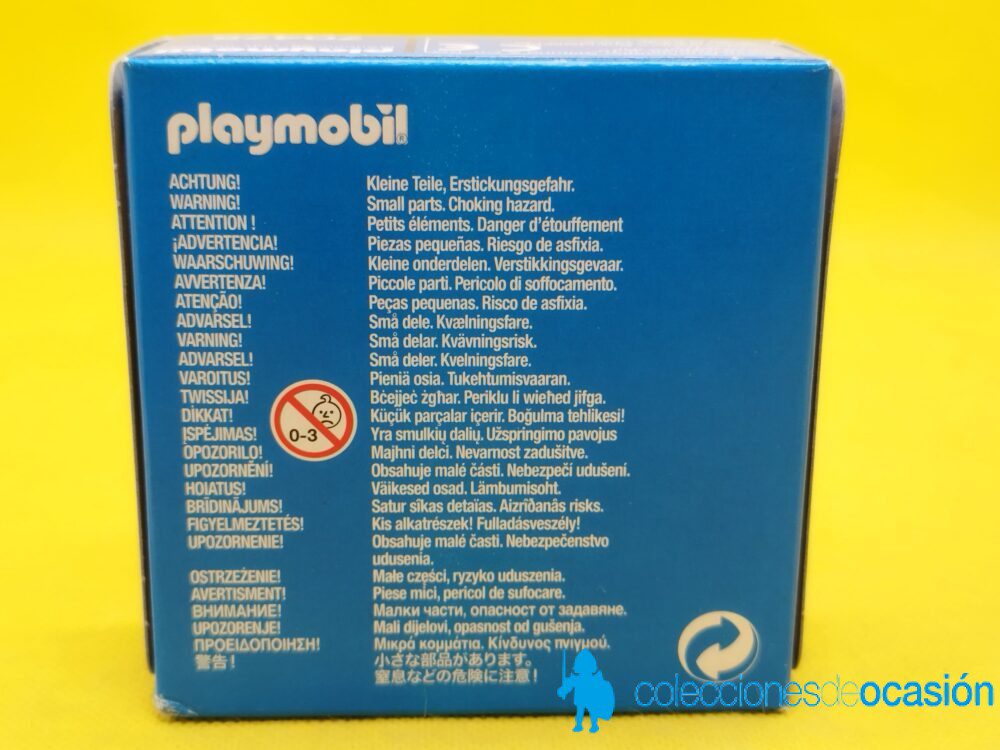 playmobil®
ACHTUNG! Kleine Teile, Erstickungsgefahr.
WARNING! Small parts. Choking hazard.
ATTENTION ! Petits éléments. Danger d'étouffement
¡ADVERTENCIA! Piezas pequeñas. Riesgo de asfixia.
WAARSCHUWING! Kleine onderdelen. Verstikkingsgevaar.
AVVERTENZA! Piccole parti. Pericolo di soffocamento.
ATENÇÃO! Peças pequenas. Risco de asfixia.
ADVARSEL! Små dele. Kvælningsfare.
VARNING! Små delar. Kvävningsrisk.
ADVARSEL! Små deler. Kvelningsfare.
VAROITUS! Pieniä osia. Tukehtumisvaaran.
TWISSIJA! Bċejjeċ żgħar. Periklu li wieħed jifga.
DİKKAT! Küçük parçalar içerir. Boğulma tehlikesi!
ĮSPĖJIMAS! Yra smulkių dalių. Užspringimo pavojus
OPOZORILO! Majhni delci. Nevarnost zadušitve.
UPOZORNĚNÍ! Obsahuje malé části. Nebezpečí udušení.
HOIATUS! Väikesed osad. Lämbumisoht.
BRĪDINĀJUMS! Satur sīkas detaļas. Aizrīšanās risks.
FIGYELMEZTETÉS! Kis alkatrészek! Fulladásveszély!
UPOZORNENIE! Obsahuje malé časti. Nebezpečenstvo
udusenia.
OSTRZEŻENIE! Małe części, ryzyko uduszenia.
AVERTISMENT! Piese mici, pericol de sufocare.
ВНИМАНИЕ! Малки части, опасност от задавяне.
UPOZORENJE! Mali dijelovi, opasnost od gušenja.
ΠΡΟΕΙΔΟΠΟΙΗΣΗ! Μικρά κομμάτια. Κίνδυνος πνιγμού.
警告! 小さな部品があります。
窒息などの危険に注意!
0-3
coleccionesdeocasión